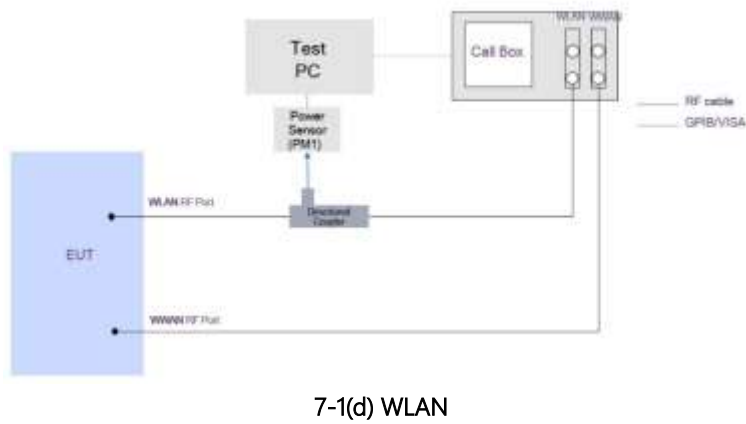 WLAN WWAN
Test
PC
Call Box
Power
Sensor
(PM1)
RF cable
GPIB/VISA
WLAN RF Port
Directional
Coupler
EUT
WWAN RF Port
7-1(d) WLAN